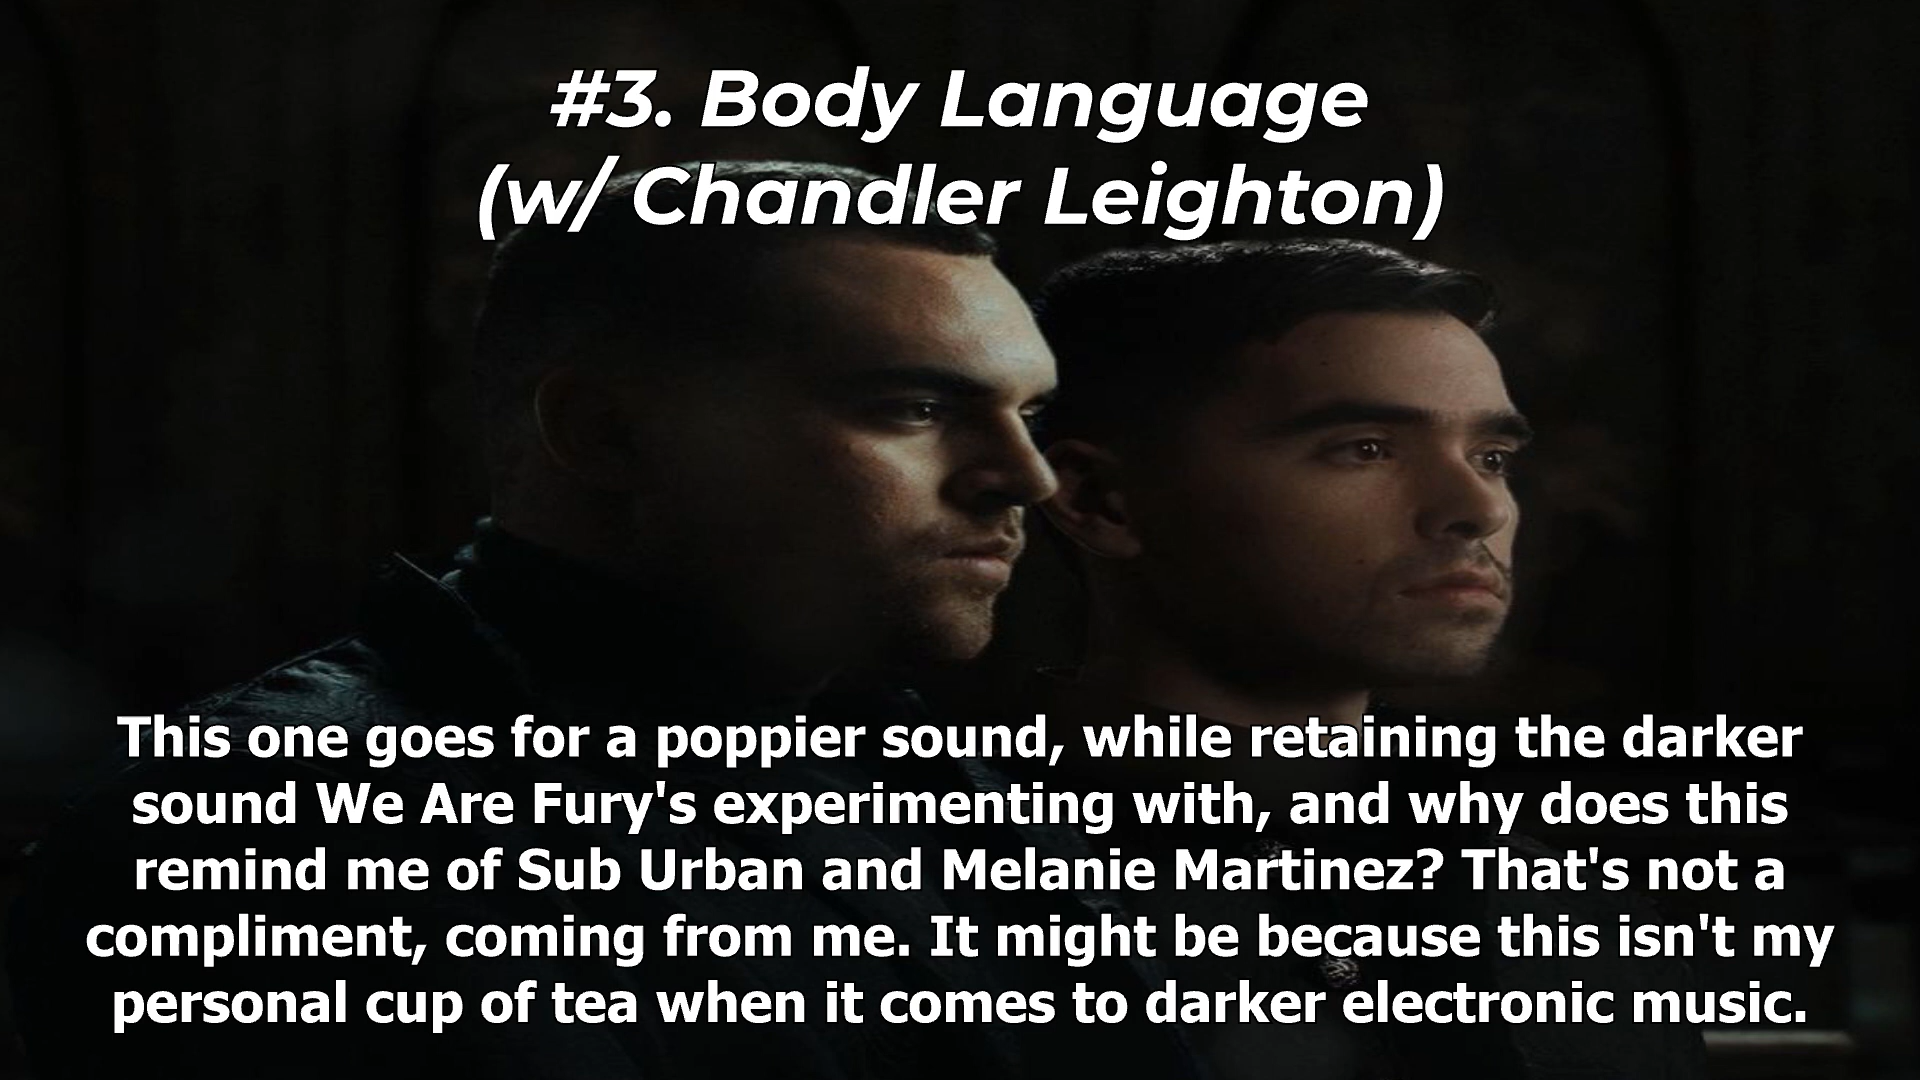 #3. Body Language
(w/ Chandler Leighton)
This one goes for a poppier sound, while retaining the darker
sound We Are Fury's experimenting with, and why does this
remind me of Sub Urban and Melanie Martinez? That's not a
compliment, coming from me. It might be because this isn't my
personal cup of tea when it comes to darker electronic music.